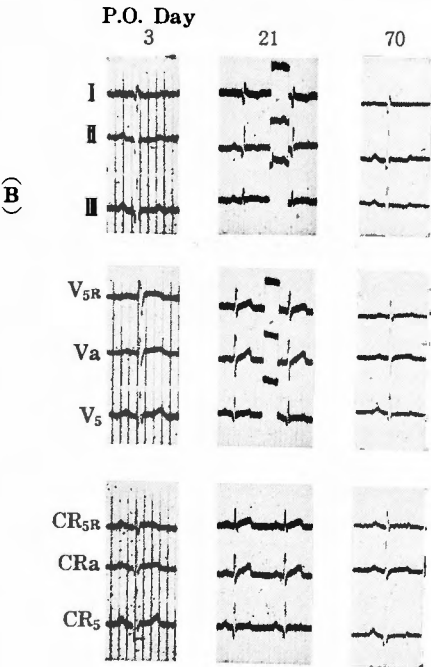 P.O. Day
3 21 70
(B)
I
II
III
V5R
Va
V5
CR5R
CRa
CR5